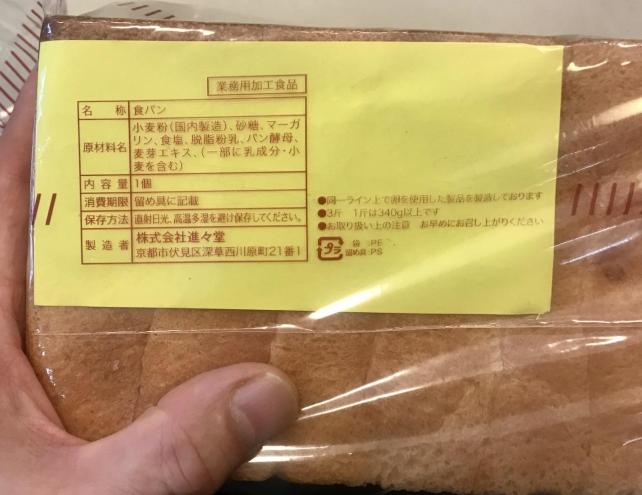 業務用加工食品
名 称 食パン
原材料名 小麦粉(国内製造)、砂糖、マーガ
リン、食塩、脱脂粉乳、パン酵母、
麦芽エキス、(一部に乳成分・小
麦を含む)
内 容 量 1個
消費期限 留め具に記載
保存方法 直射日光、高温多湿を避け保存してください。
製 造 者 株式会社進々堂
京都市伏見区深草西川原町21番1
●同一ライン上で卵を使用した製品を製造しております
●3斤 1斤は340g以上です
●お取り扱い上の注意 お早めにお召し上がりください
プラ 袋 :PE
留め具:PS